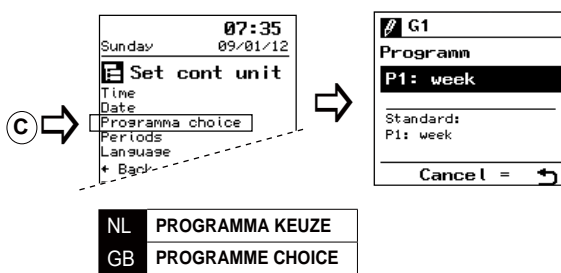 07:35
Sunday 09/01/12
Set cont unit
Time
Date
Programma choice
Periods
Language
← Back
C
G1
Programm
P1: week
Standard:
P1: week
Cancel =
NL PROGRAMMA KEUZE
GB PROGRAMME CHOICE